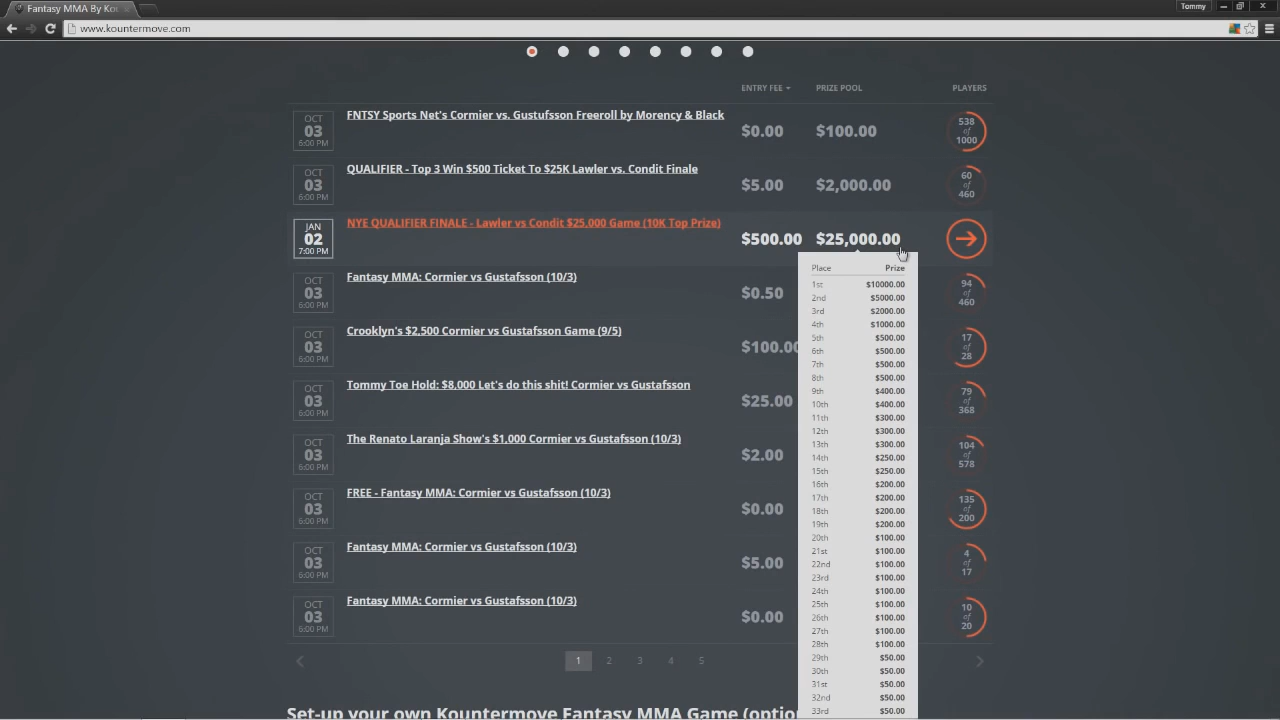 Fantasy MMA By Kou
Tommy
www.kountermove.com
ENTRY FEE PRIZE POOL PLAYERS
OCT 03 6:00 PM
FNTSY Sports Net's Cormier vs. Gustufsson Freeroll by Morency & Black
$0.00 $100.00
538 of 1000
OCT 03 6:00 PM
QUALIFIER - Top 3 Win $500 Ticket To $25K Lawler vs. Condit Finale
$5.00 $2,000.00
60 of 460
JAN 02 7:00 PM
NYE QUALIFIER FINALE - Lawler vs Condit $25,000 Game (10K Top Prize)
$500.00 $25,000.00
OCT 03 6:00 PM
Fantasy MMA: Cormier vs Gustafsson (10/3)
$0.50
94 of 460
OCT 03 6:00 PM
Crooklyn's $2,500 Cormier vs Gustafsson Game (9/5)
$100.00
17 of 28
OCT 03 6:00 PM
Tommy Toe Hold: $8,000 Let's do this shit! Cormier vs Gustafsson
$25.00
79 of 368
OCT 03 6:00 PM
The Renato Laranja Show's $1,000 Cormier vs Gustafsson (10/3)
$2.00
104 of 578
OCT 03 6:00 PM
FREE - Fantasy MMA: Cormier vs Gustafsson (10/3)
$0.00
135 of 200
OCT 03 6:00 PM
Fantasy MMA: Cormier vs Gustafsson (10/3)
$5.00
4 of 17
OCT 03 6:00 PM
Fantasy MMA: Cormier vs Gustafsson (10/3)
$0.00
10 of 20
Place Prize
1st $10000.00
2nd $5000.00
3rd $2000.00
4th $1000.00
5th $500.00
6th $500.00
7th $500.00
8th $500.00
9th $400.00
10th $400.00
11th $300.00
12th $300.00
13th $300.00
14th $250.00
15th $250.00
16th $200.00
17th $200.00
18th $200.00
19th $200.00
20th $100.00
21st $100.00
22nd $100.00
23rd $100.00
24th $100.00
25th $100.00
26th $100.00
27th $100.00
28th $100.00
29th $50.00
30th $50.00
31st $50.00
32nd $50.00
33rd $50.00
1 2 3 4 5
Set-up your own Kountermove Fantasy MMA Game (optio